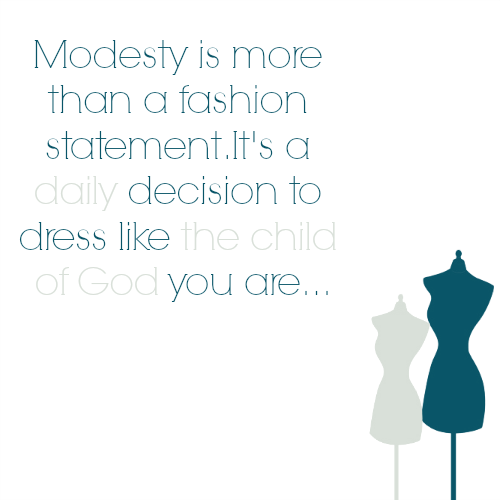 Modesty is more
than a fashion
statement.It's a
daily decision to
dress like the child
of God you are...